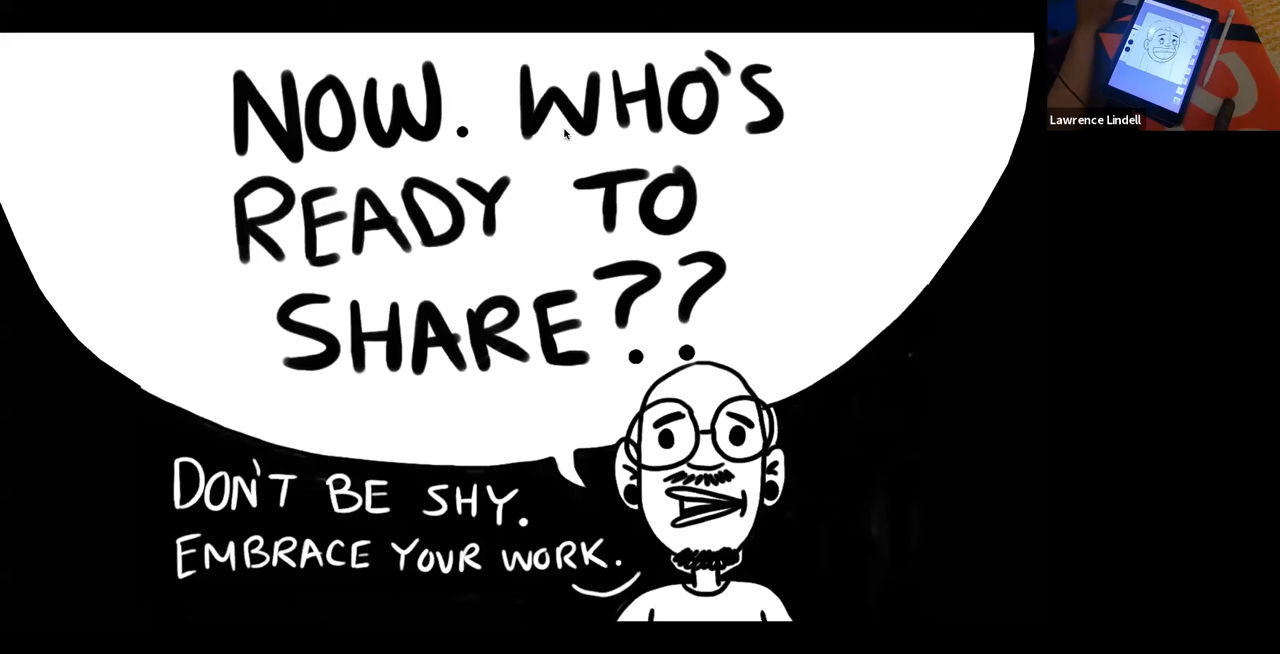 NOW. WHO'S
READY TO
SHARE??
DON'T BE SHY.
EMBRACE YOUR WORK.
Lawrence Lindell